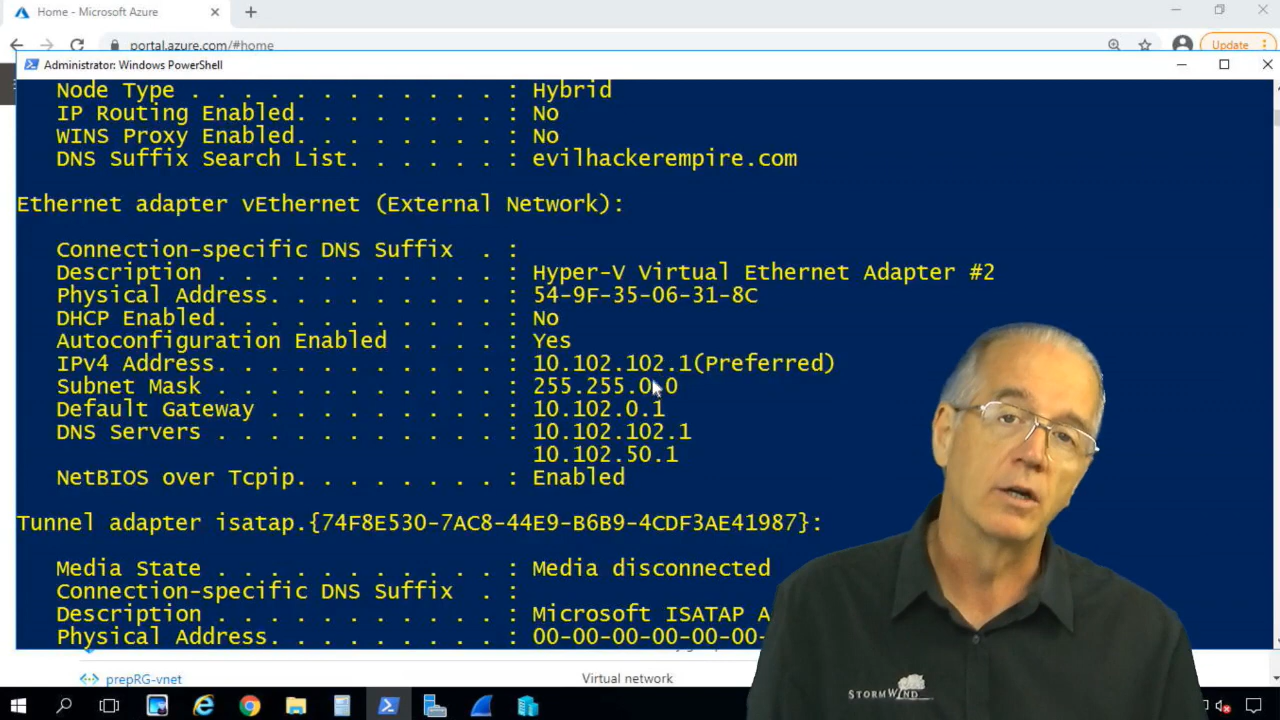 Home - Microsoft Azure
portal.azure.com/#home
Update
Administrator: Windows PowerShell
Node Type . . . . . . . . . . . . : Hybrid
IP Routing Enabled. . . . . . . . : No
WINS Proxy Enabled. . . . . . . . : No
DNS Suffix Search List. . . . . . : evilhackerempire.com
Ethernet adapter vEthernet (External Network):
Connection-specific DNS Suffix  . :
Description . . . . . . . . . . . : Hyper-V Virtual Ethernet Adapter #2
Physical Address. . . . . . . . . : 54-9F-35-06-31-8C
DHCP Enabled. . . . . . . . . . . : No
Autoconfiguration Enabled . . . . : Yes
IPv4 Address. . . . . . . . . . . : 10.102.102.1(Preferred)
Subnet Mask . . . . . . . . . . . : 255.255.0.0
Default Gateway . . . . . . . . . : 10.102.0.1
DNS Servers . . . . . . . . . . . : 10.102.102.1
10.102.50.1
NetBIOS over Tcpip. . . . . . . . : Enabled
Tunnel adapter isatap.{74F8E530-7AC8-44E9-B6B9-4CDF3AE41987}:
Media State . . . . . . . . . . . : Media disconnected
Connection-specific DNS Suffix  . :
Description . . . . . . . . . . . : Microsoft ISATAP A
Physical Address. . . . . . . . . : 00-00-00-00-00-00-
prepRG-vnet
Virtual network
STORMWIND